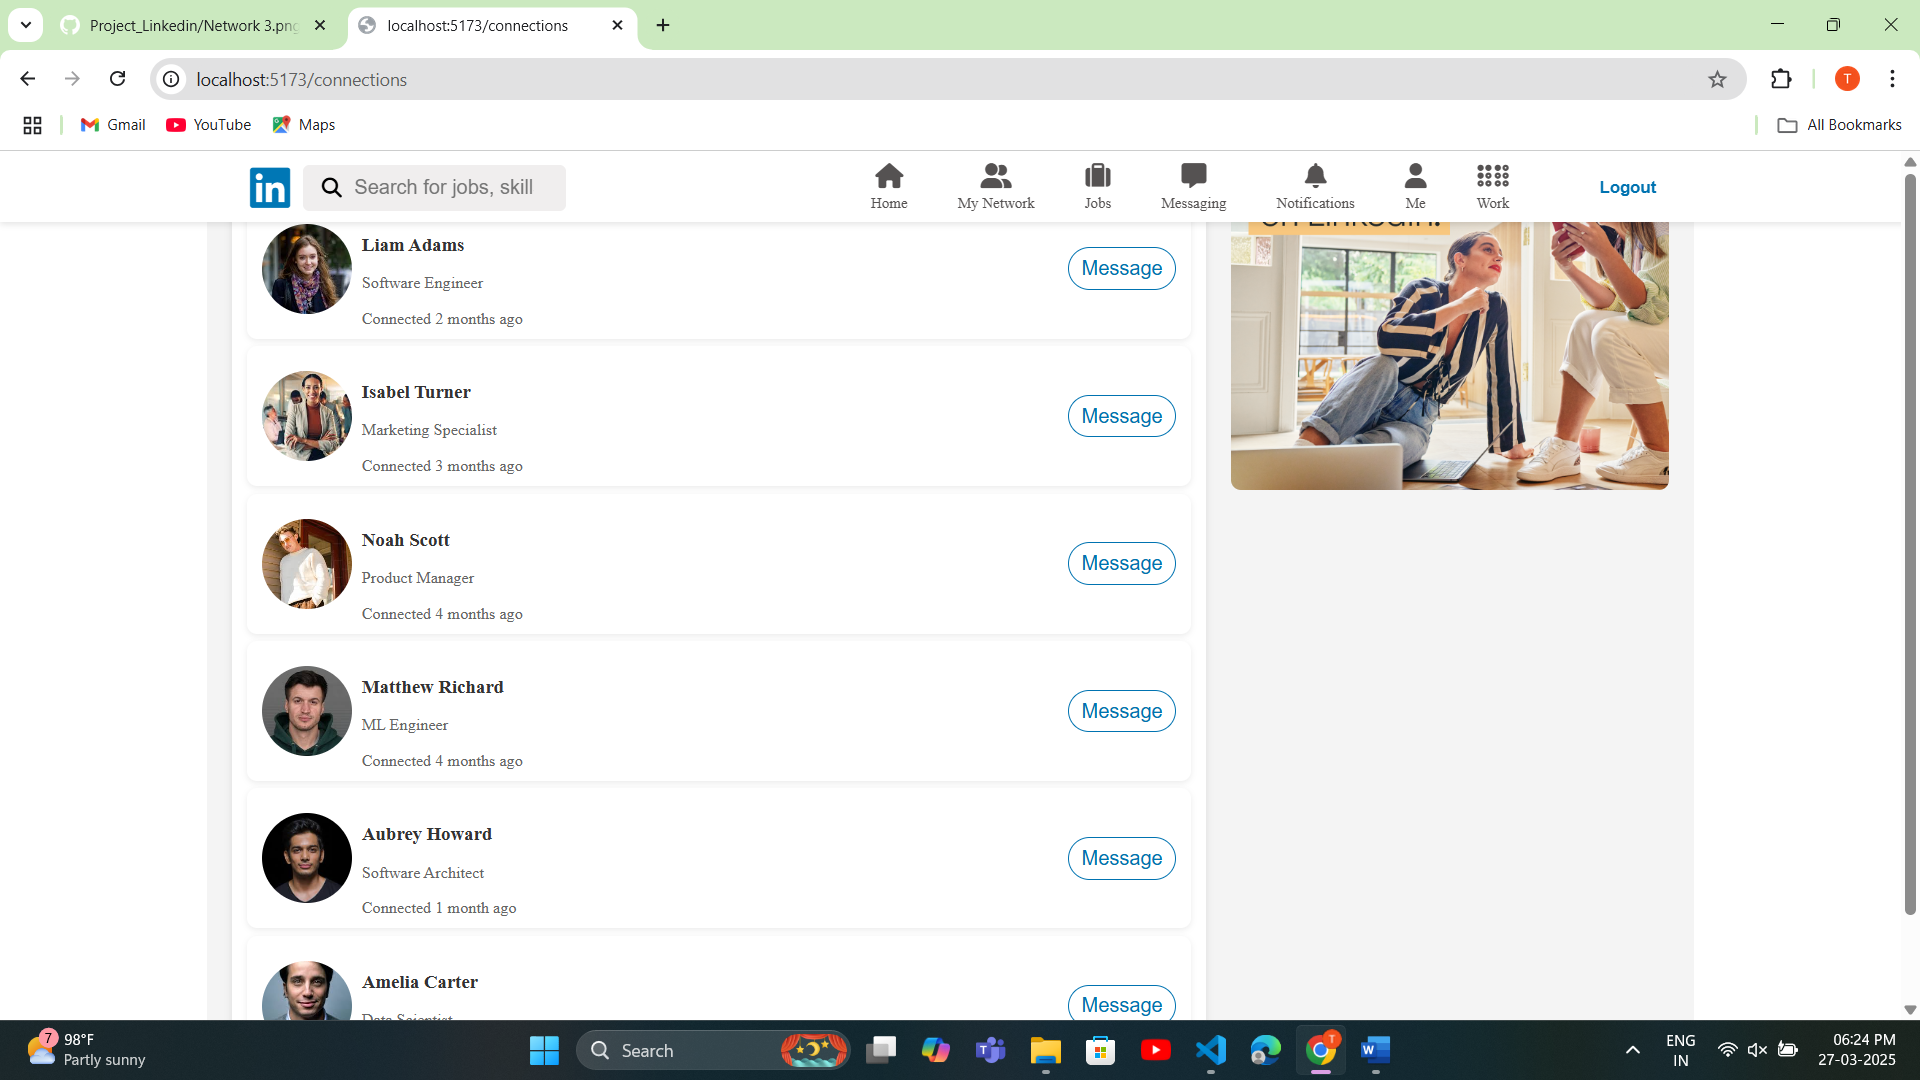 Project_Linkedin/Network 3.png
localhost:5173/connections
localhost:5173/connections
T
Gmail
YouTube
Maps
All Bookmarks
in
Search for jobs, skill
Home
My Network
Jobs
Messaging
Notifications
Me
Work
Logout
on LinkedIn.
Liam Adams
Software Engineer
Connected 2 months ago
Message
Isabel Turner
Marketing Specialist
Connected 3 months ago
Message
Noah Scott
Product Manager
Connected 4 months ago
Message
Matthew Richard
ML Engineer
Connected 4 months ago
Message
Aubrey Howard
Software Architect
Connected 1 month ago
Message
Amelia Carter
Data Scientist
Message
7
98°F
Partly sunny
Search
T
ENG
IN
06:24 PM
27-03-2025